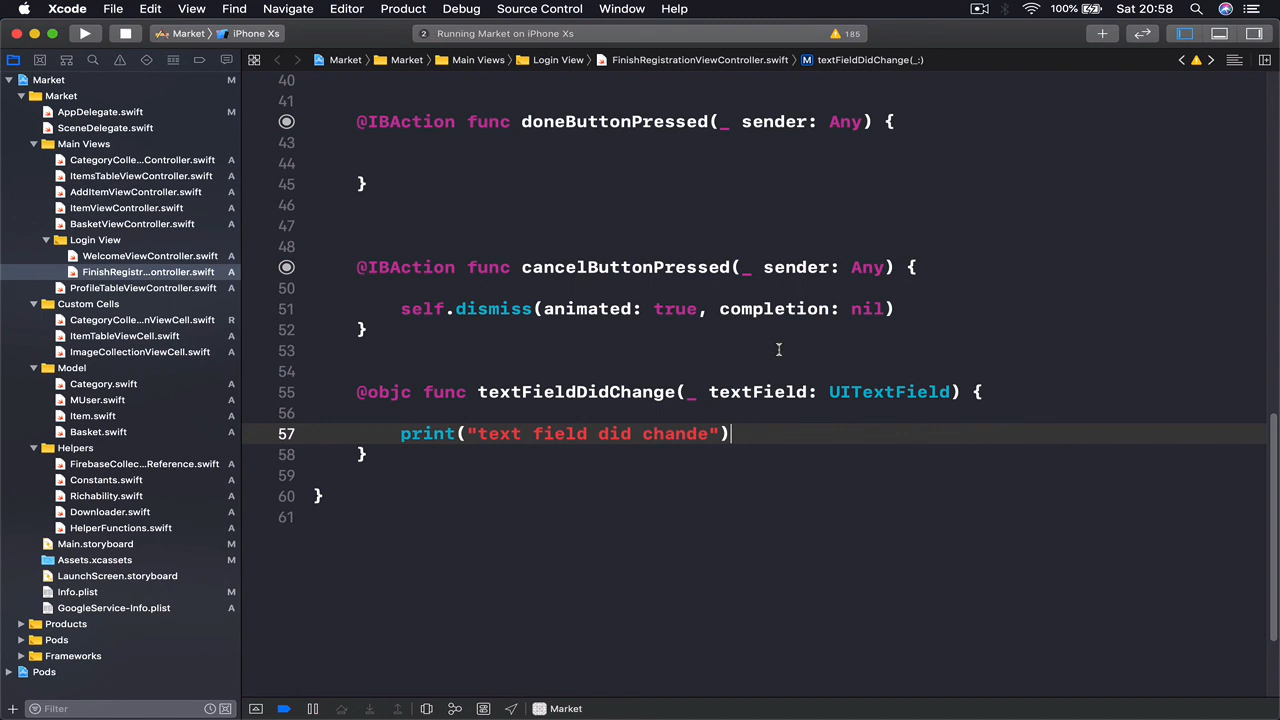 Xcode File Edit View Find Navigate Editor Product Debug Source Control Window Help 100% Sat 20:58
Market iPhone Xs 2 Running Market on iPhone Xs 185
Market Market Main Views Login View FinishRegistrationViewController.swift M textFieldDidChange(_:)
Market M
Market
AppDelegate.swift M
SceneDelegate.swift
Main Views
CategoryColle...Controller.swift A
ItemsTableViewController.swift A
AddItemViewController.swift A
ItemViewController.swift A
BasketViewController.swift A
Login View
WelcomeViewController.swift A
FinishRegistr...ontroller.swift A
ProfileTableViewController.swift A
Custom Cells
CategoryColle...nViewCell.swift R
ItemTableViewCell.swift A
ImageCollectionViewCell.swift A
Model
Category.swift A
MUser.swift A
Item.swift A
Basket.swift A
Helpers
FirebaseCollec...Reference.swift A
Constants.swift A
Richability.swift A
Downloader.swift A
HelperFunctions.swift A
Main.storyboard M
Assets.xcassets M
LaunchScreen.storyboard
Info.plist M
GoogleService-Info.plist A
Products
Pods
Frameworks
Pods
Filter
40
41
@IBAction func doneButtonPressed(_ sender: Any) {
43
44
45 }
46
47
48
@IBAction func cancelButtonPressed(_ sender: Any) {
50
51 self.dismiss(animated: true, completion: nil)
52 }
53
54
55 @objc func textFieldDidChange(_ textField: UITextField) {
56
57 print("text field did chande")
58 }
59
60 }
61
Market